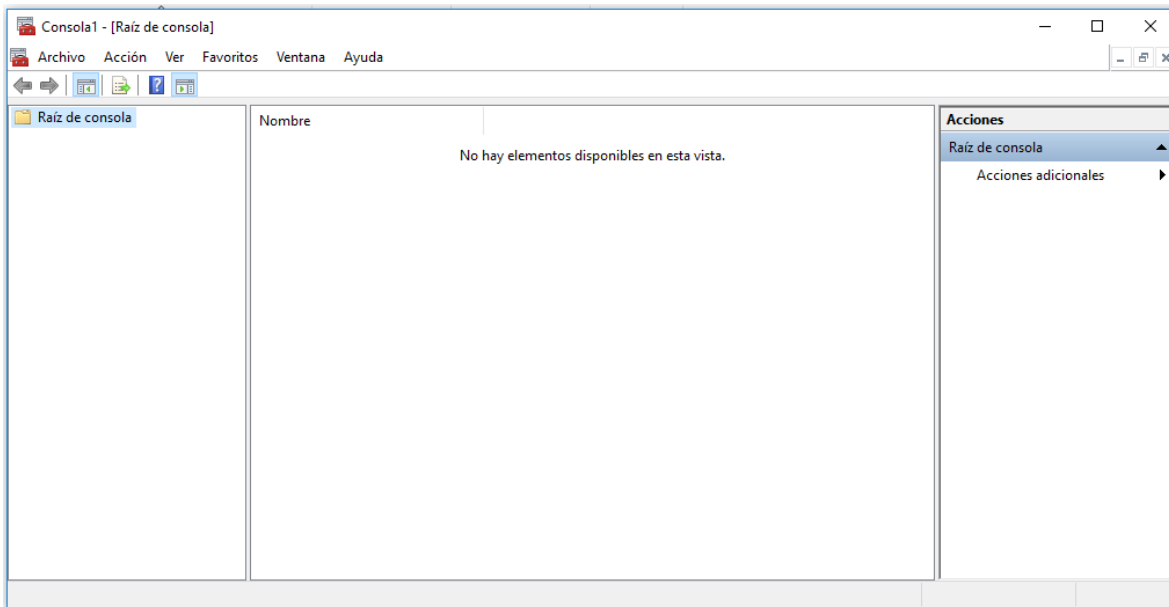 Consola1 - [Raíz de consola]
Archivo Acción Ver Favoritos Ventana Ayuda
Raíz de consola
Nombre
No hay elementos disponibles en esta vista.
Acciones
Raíz de consola
Acciones adicionales